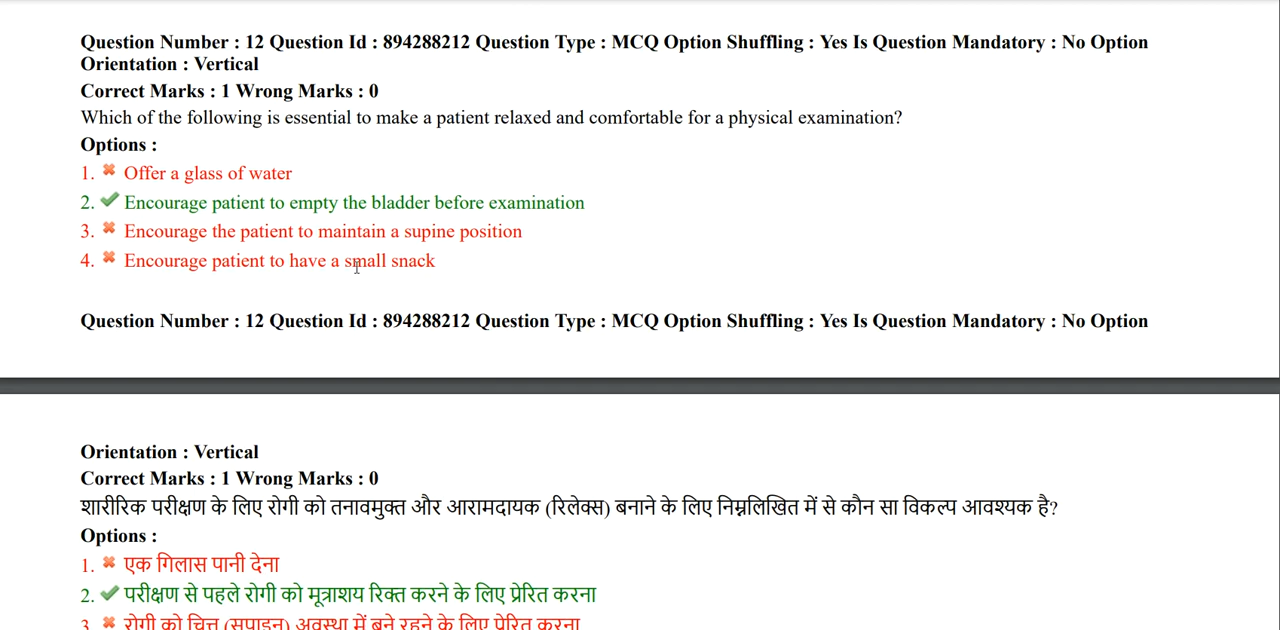 Question Number : 12 Question Id : 894288212 Question Type : MCQ Option Shuffling : Yes Is Question Mandatory : No Option
Orientation : Vertical
Correct Marks : 1 Wrong Marks : 0
Which of the following is essential to make a patient relaxed and comfortable for a physical examination?
Options :
1. ✖ Offer a glass of water
2. ✔ Encourage patient to empty the bladder before examination
3. ✖ Encourage the patient to maintain a supine position
4. ✖ Encourage patient to have a small snack
Question Number : 12 Question Id : 894288212 Question Type : MCQ Option Shuffling : Yes Is Question Mandatory : No Option
Orientation : Vertical
Correct Marks : 1 Wrong Marks : 0
शारीरिक परीक्षण के लिए रोगी को तनावमुक्त और आरामदायक (रिलेक्स) बनाने के लिए निम्नलिखित में से कौन सा विकल्प आवश्यक है?
Options :
1. ✖ एक गिलास पानी देना
2. ✔ परीक्षण से पहले रोगी को मूत्राशय रिक्त करने के लिए प्रेरित करना
3. ✖ रोगी को चित्त (सुपाइन) अवस्था में बने रहने के लिए प्रेरित करना